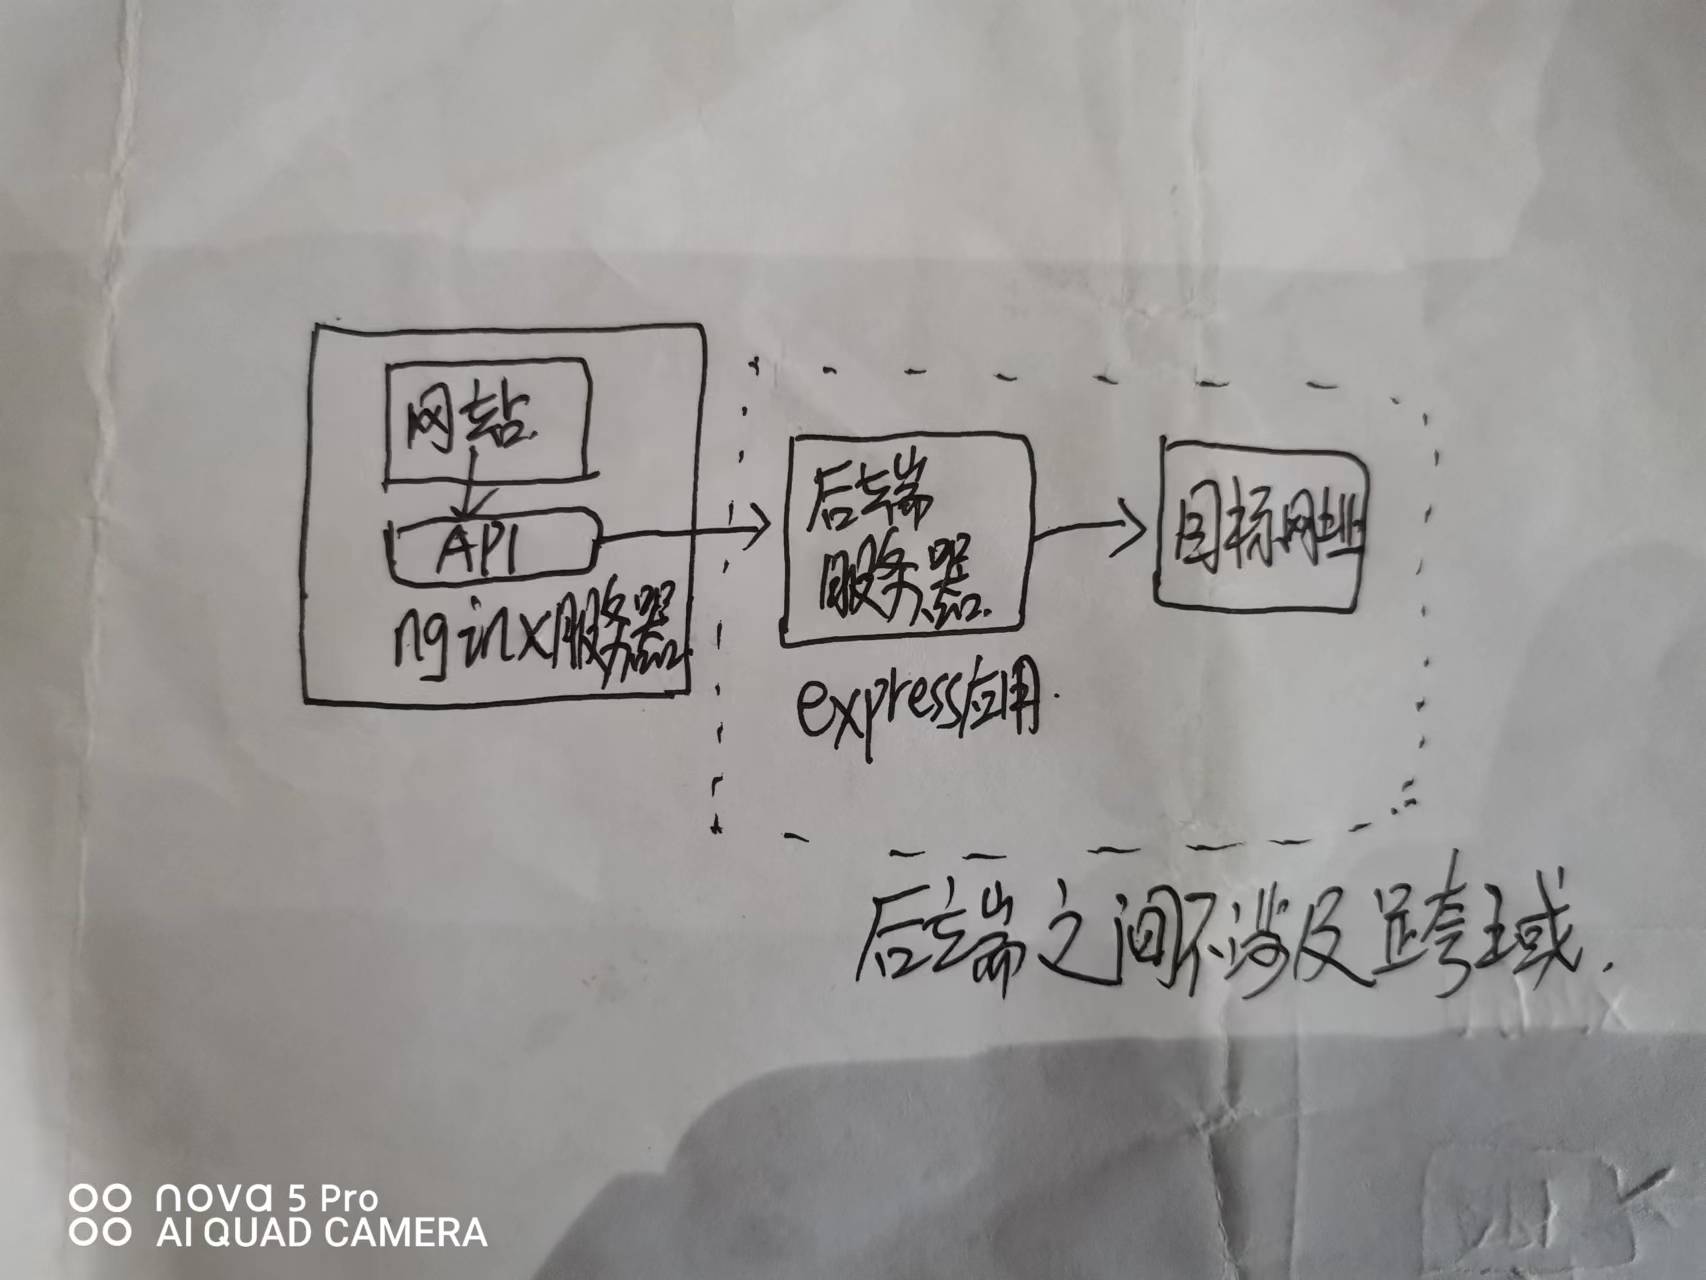 网站.
API
nginx服务器
后端
服务器.
express应用.
目标网址
后端之间不涉及跨域.
nova 5 Pro
AI QUAD CAMERA